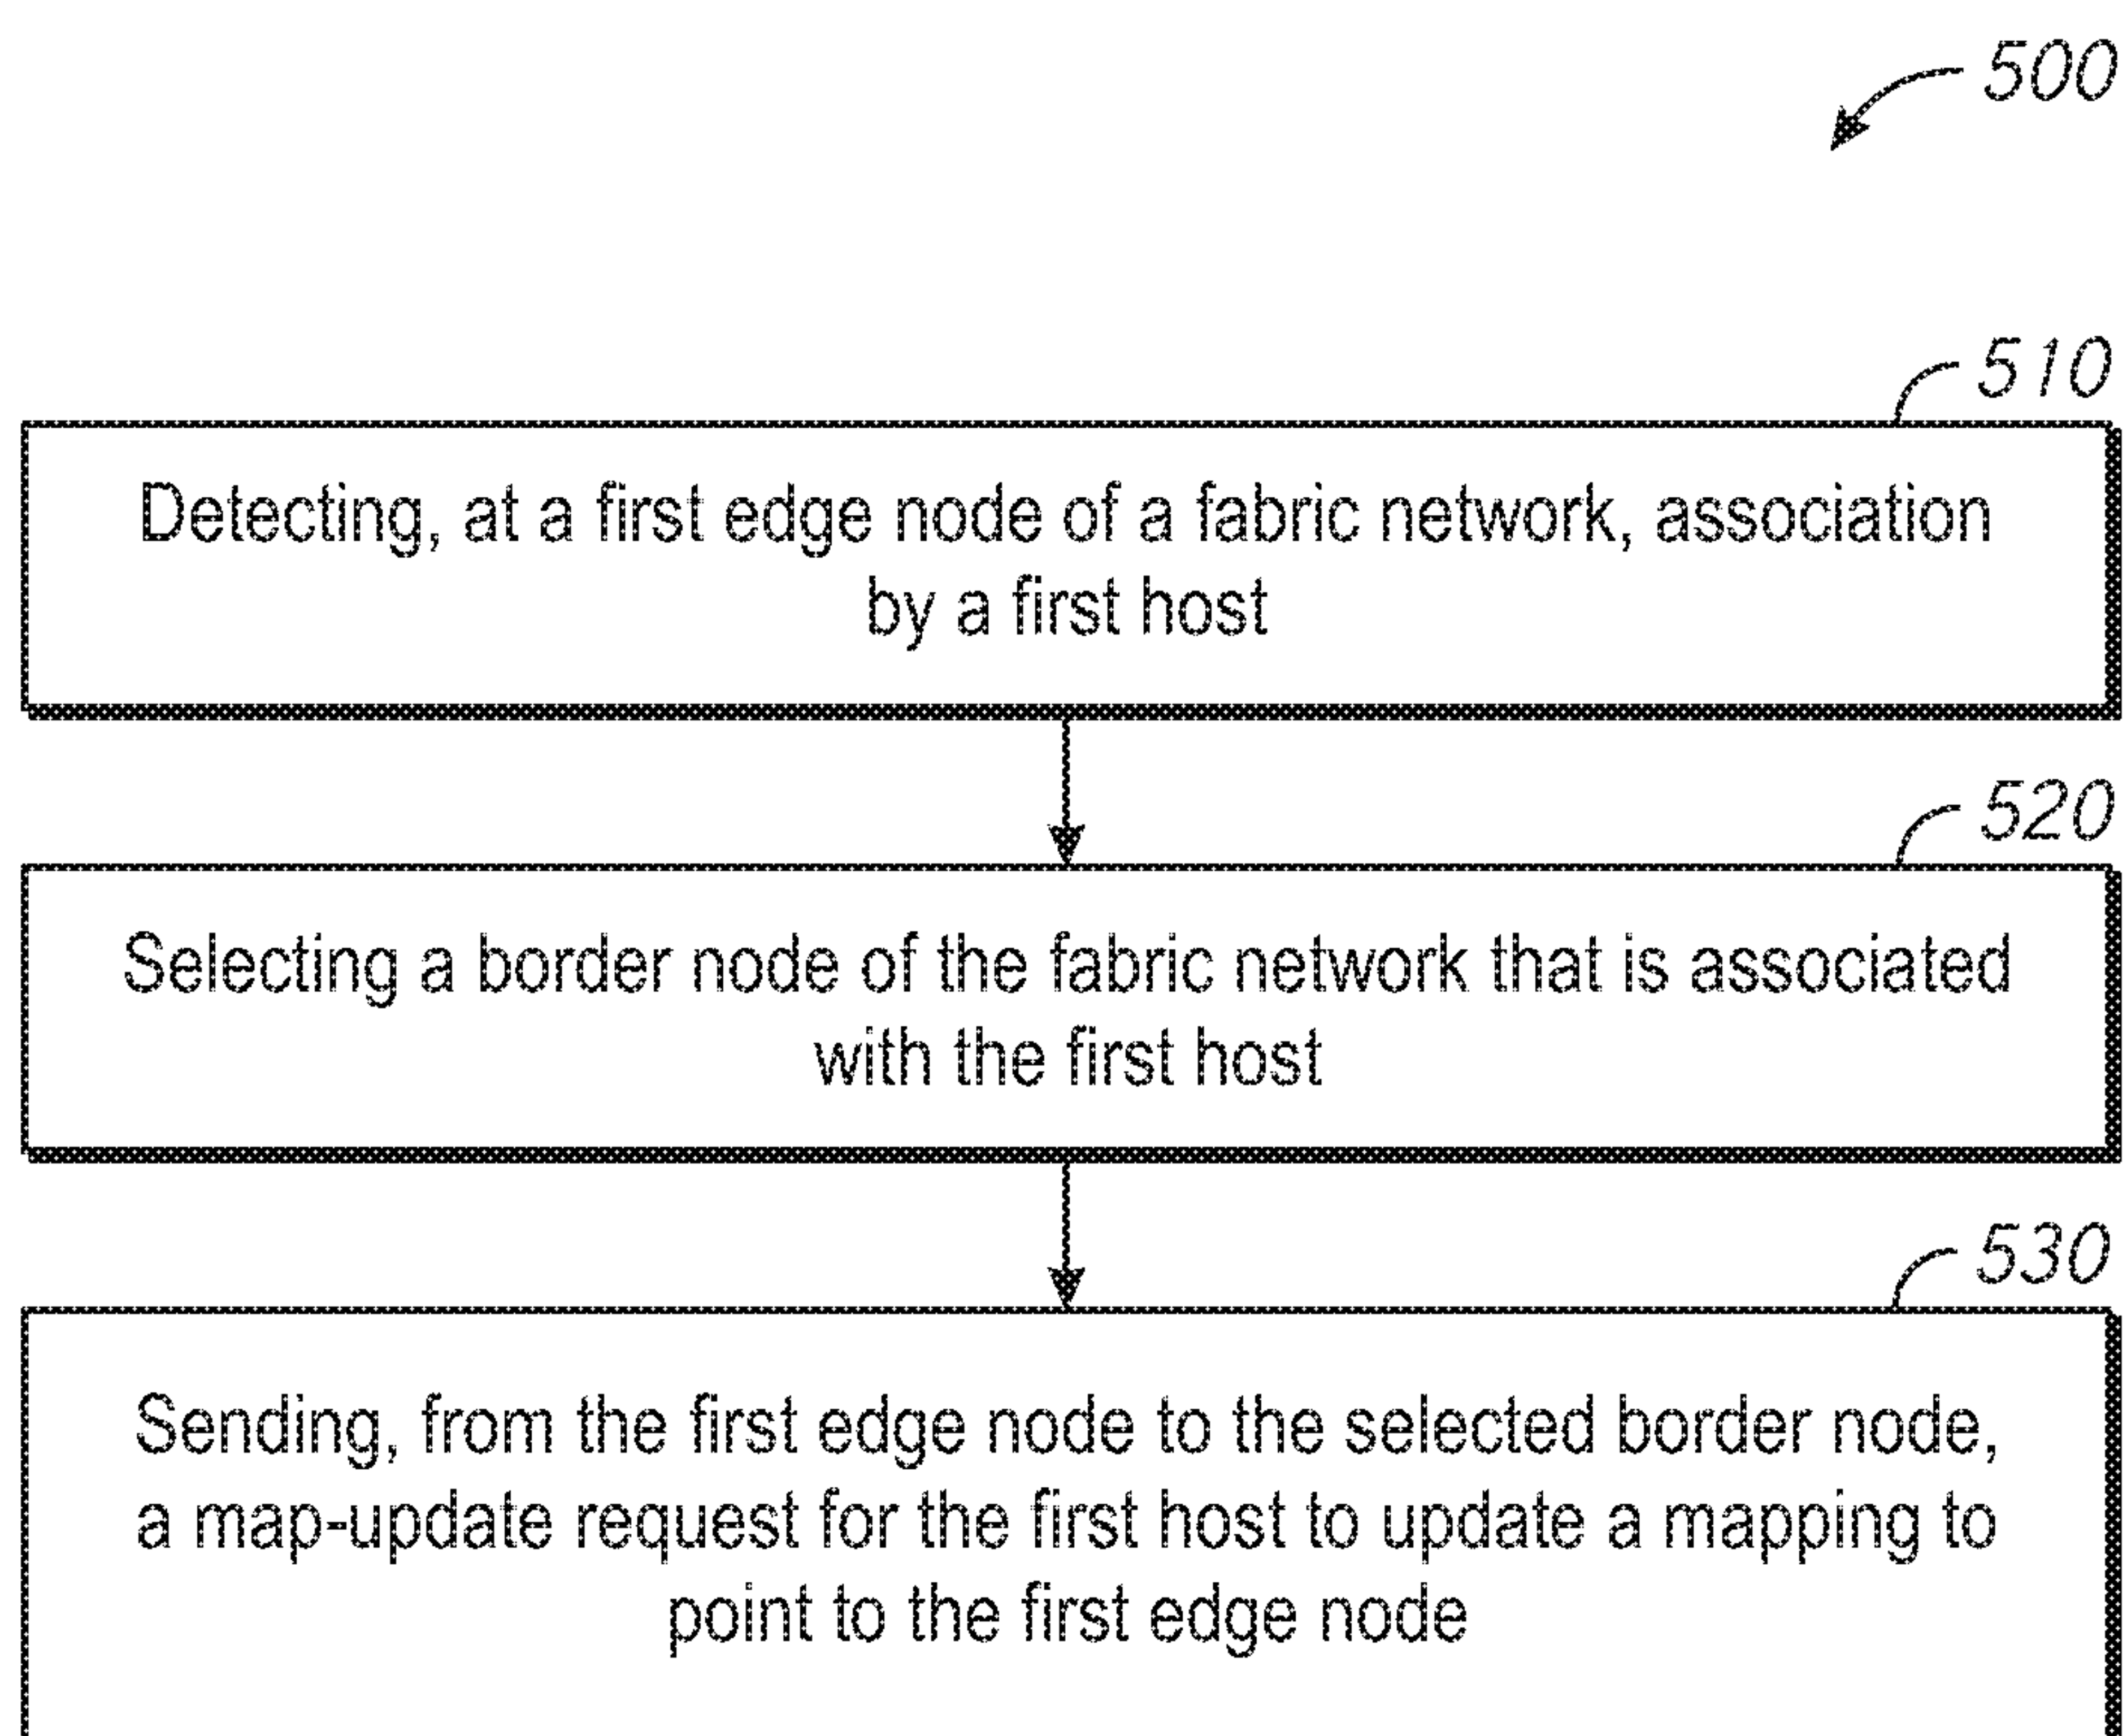 500
510
Detecting, at a first edge node of a fabric network, association
by a first host
520
Selecting a border node of the fabric network that is associated
with the first host
530
Sending, from the first edge node to the selected border node,
a map-update request for the first host to update a mapping to
point to the first edge node